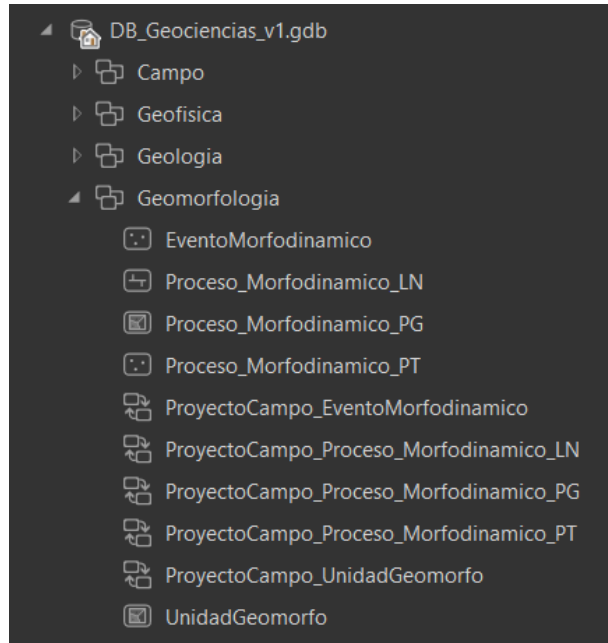 DB_Geociencias_v1.gdb
Campo
Geofisica
Geologia
Geomorfologia
EventoMorfodinamico
Proceso_Morfodinamico_LN
Proceso_Morfodinamico_PG
Proceso_Morfodinamico_PT
ProyectoCampo_EventoMorfodinamico
ProyectoCampo_Proceso_Morfodinamico_LN
ProyectoCampo_Proceso_Morfodinamico_PG
ProyectoCampo_Proceso_Morfodinamico_PT
ProyectoCampo_UnidadGeomorfo
UnidadGeomorfo